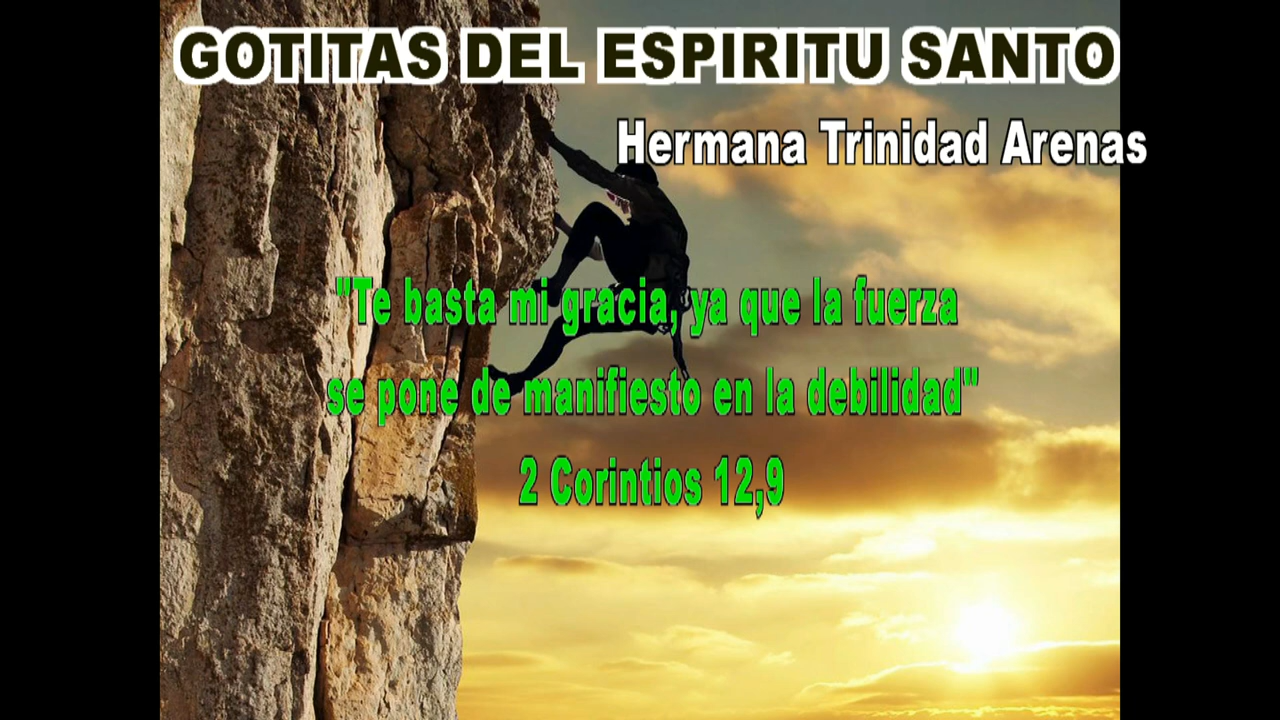 GOTITAS DEL ESPIRITU SANTO
Hermana Trinidad Arenas
"Te basta mi gracia, ya que la fuerza
se pone de manifiesto en la debilidad"
2 Corintios 12,9